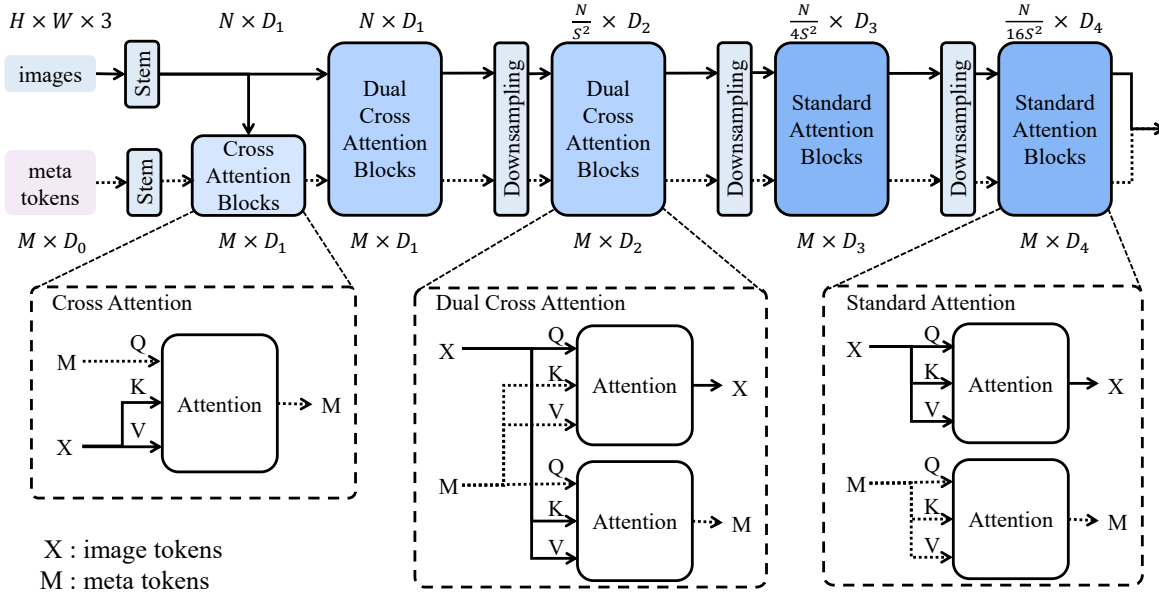 H × W × 3
N × D₁
N × D₁
N/S² × D₂
N/4S² × D₃
N/16S² × D₄
images
Stem
Dual
Cross
Attention
Blocks
Downsampling
Dual
Cross
Attention
Blocks
Downsampling
Standard
Attention
Blocks
Downsampling
Standard
Attention
Blocks
meta
tokens
Stem
Cross
Attention
Blocks
M × D₀
M × D₁
M × D₁
M × D₂
M × D₃
M × D₄
Cross Attention
M
Q
K
X
V
Attention
M
Dual Cross Attention
X
Q
K
V
Attention
X
M
Q
K
V
Attention
M
Standard Attention
X
Q
K
V
Attention
X
M
Q
K
V
Attention
M
X : image tokens
M : meta tokens